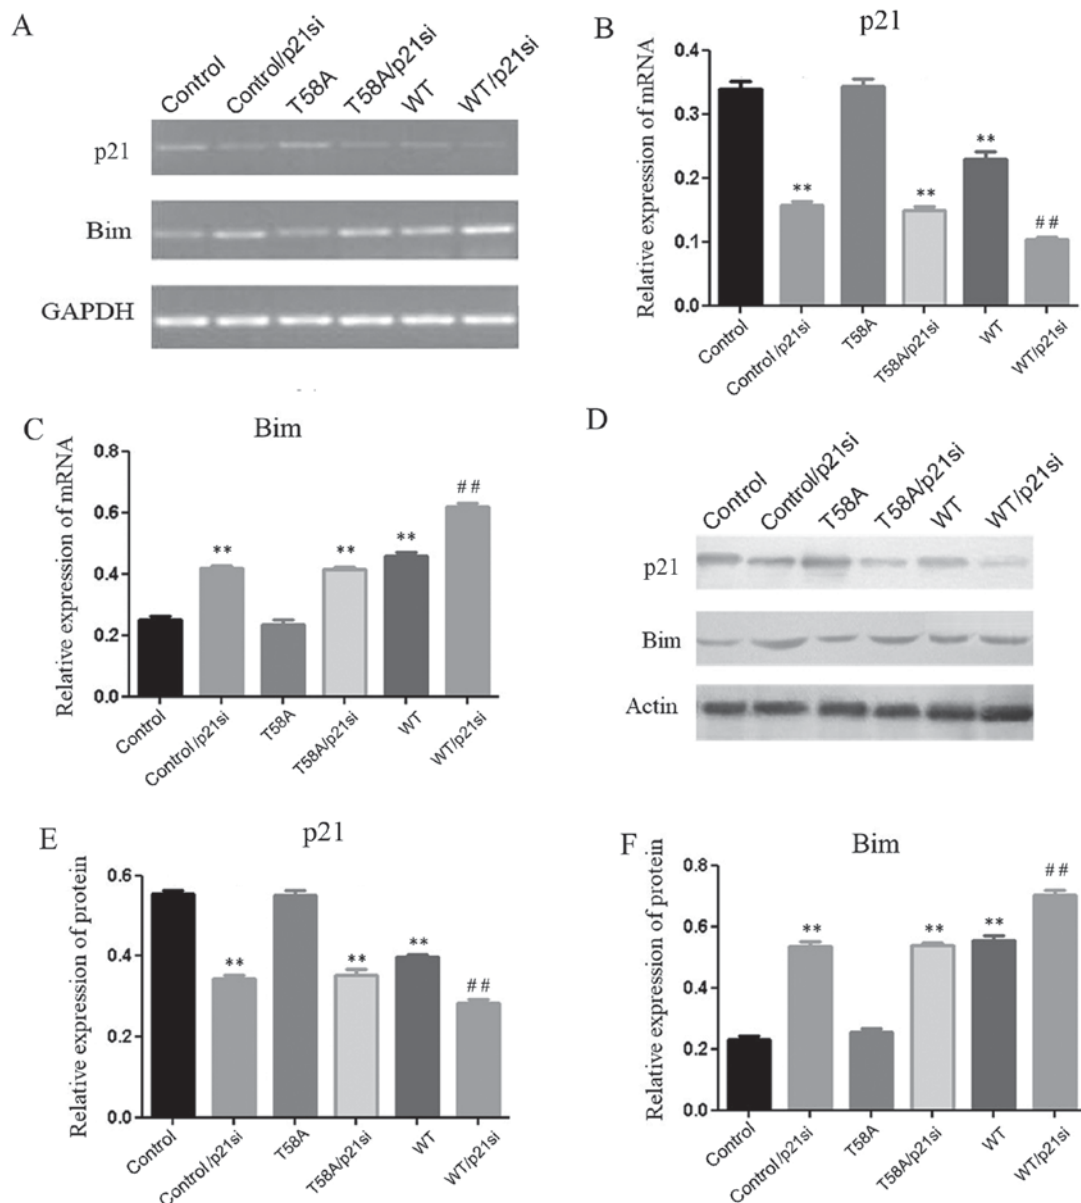 A
Control
Control/p21si
T58A
T58A/p21si
WT
WT/p21si
p21
Bim
GAPDH
B
p21
Relative expression of mRNA
0.4
0.3
0.2
0.1
0.0
**
**
**
##
Control
Control /p21si
T58A
T58A/p21si
WT
WT/p21si
C
Bim
Relative expression of mRNA
0.8
0.6
0.4
0.2
0.0
**
**
**
##
Control
Control /p21si
T58A
T58A/p21si
WT
WT/p21si
D
Control
Control/p21si
T58A
T58A/p21si
WT
WT/p21si
p21
Bim
Actin
E
p21
Relative expression of protein
0.6
0.4
0.2
0.0
**
**
**
##
Control
Control /p21si
T58A
T58A/p21si
WT
WT/p21si
F
Bim
Relative expression of protein
0.8
0.6
0.4
0.2
0.0
**
**
**
##
Control
Control /p21si
T58A
T58A/p21si
WT
WT/p21si